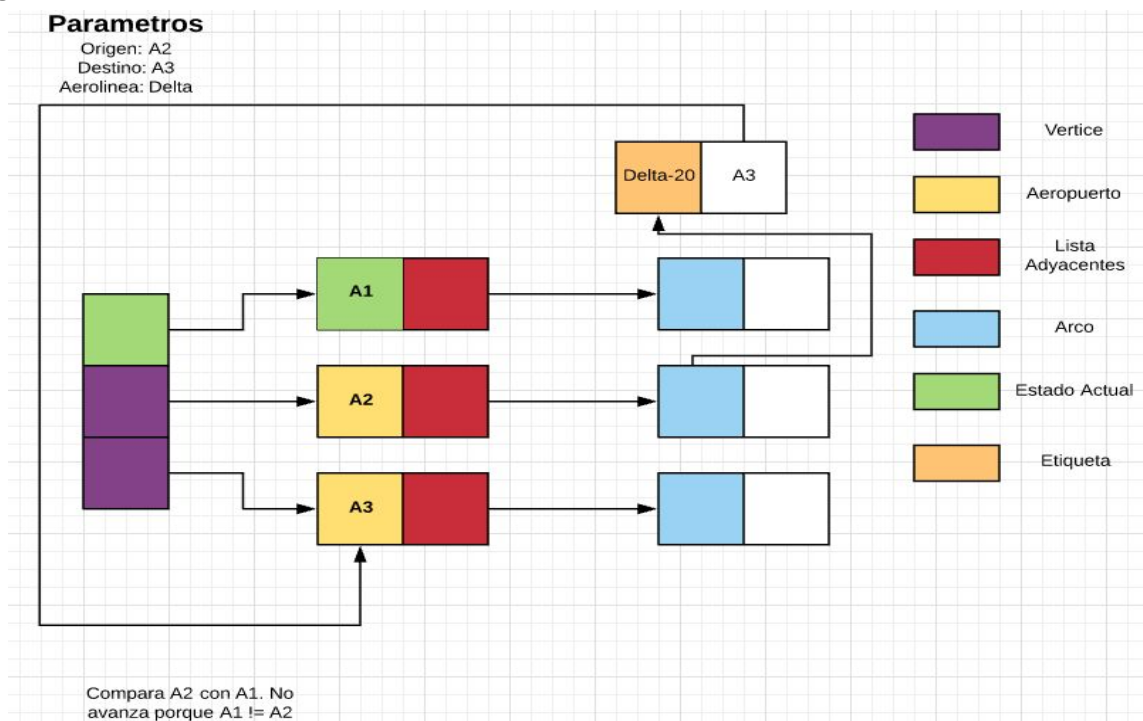 Parametros
Origen: A2
Destino: A3
Aerolinea: Delta
Delta-20
A3
A1
A2
A3
Vertice
Aeropuerto
Lista
Adyacentes
Arco
Estado Actual
Etiqueta
Compara A2 con A1. No
avanza porque A1 != A2